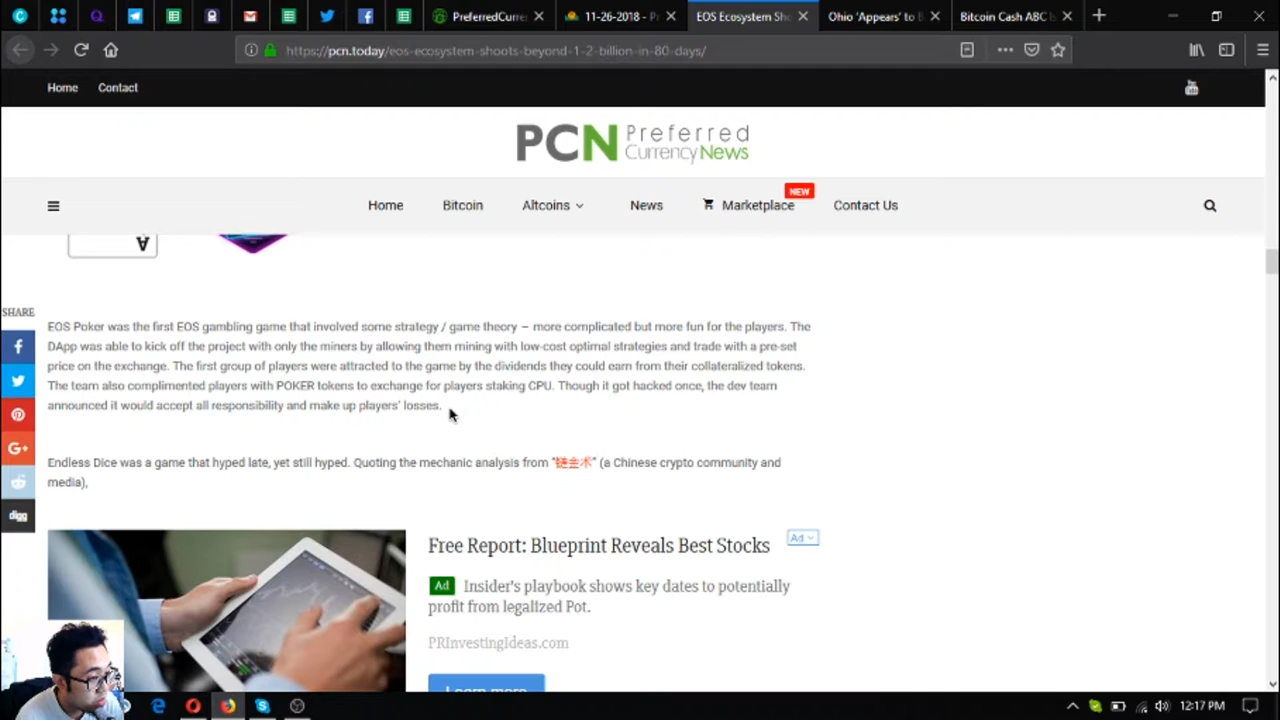 PreferredCurre
11-26-2018 - P
EOS Ecosystem Sho
Ohio 'Appears' to B
Bitcoin Cash ABC
https://pcn.today/eos-ecosystem-shoots-beyond-1-2-billion-in-80-days/
Home
Contact
PCN Preferred
CurrencyNews
NEW
Home
Bitcoin
Altcoins
News
Marketplace
Contact Us
A
SHARE
EOS Poker was the first EOS gambling game that involved some strategy / game theory – more complicated but more fun for the players. The
DApp was able to kick off the project with only the miners by allowing them mining with low-cost optimal strategies and trade with a pre-set
price on the exchange. The first group of players were attracted to the game by the dividends they could earn from their collateralized tokens.
The team also complimented players with POKER tokens to exchange for players staking CPU. Though it got hacked once, the dev team
announced it would accept all responsibility and make up players' losses.
Endless Dice was a game that hyped late, yet still hyped. Quoting the mechanic analysis from "链金术" (a Chinese crypto community and
media),
digg
Free Report: Blueprint Reveals Best Stocks
Ad
Ad Insider's playbook shows key dates to potentially
profit from legalized Pot.
PRInvestingIdeas.com
Learn more
12:17 PM